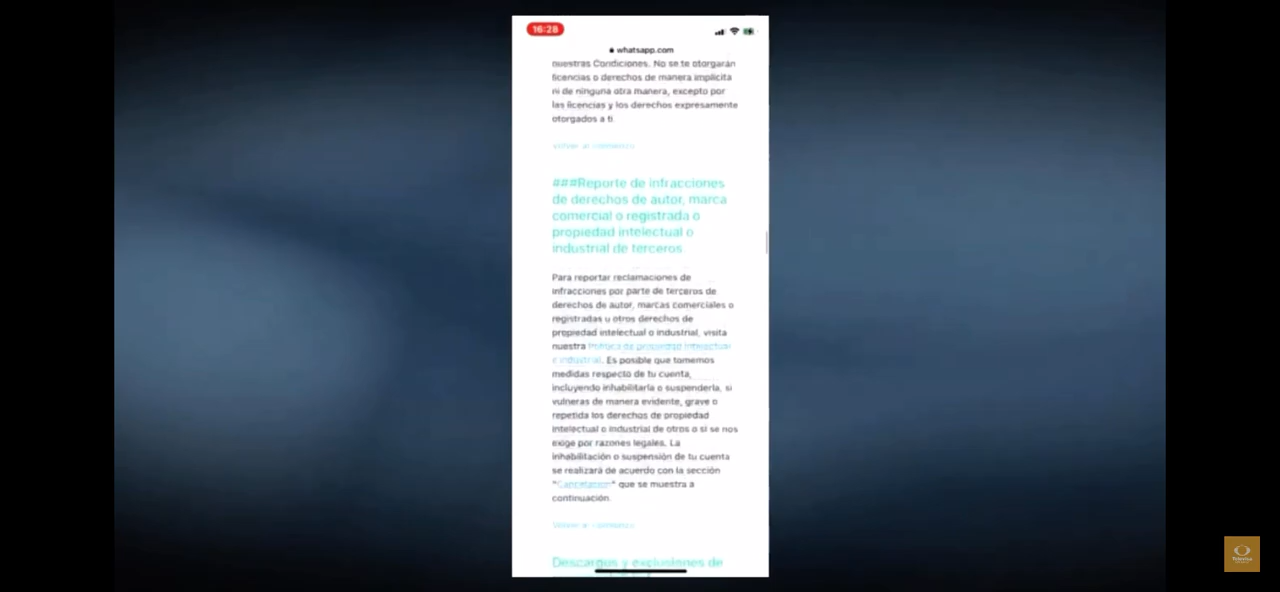 16:28
whatsapp.com
nuestras Condiciones. No se te otorgarán
licencias o derechos de manera implícita
ni de ninguna otra manera, excepto por
las licencias y los derechos expresamente
otorgados a ti.
Volver al comienzo
###Reporte de infracciones
de derechos de autor, marca
comercial o registrada o
propiedad intelectual o
industrial de terceros
Para reportar reclamaciones de
infracciones por parte de terceros de
derechos de autor, marcas comerciales o
registradas u otros derechos de
propiedad intelectual o industrial, visita
nuestra Política de propiedad intelectual
e industrial. Es posible que tomemos
medidas respecto de tu cuenta,
incluyendo inhabilitarla o suspenderla, si
vulneras de manera evidente, grave o
repetida los derechos de propiedad
intelectual o industrial de otros o si se nos
exige por razones legales. La
inhabilitación o suspensión de tu cuenta
se realizará de acuerdo con la sección
"Cancelación" que se muestra a
continuación.
Volver al comienzo
Descargos y exclusiones de